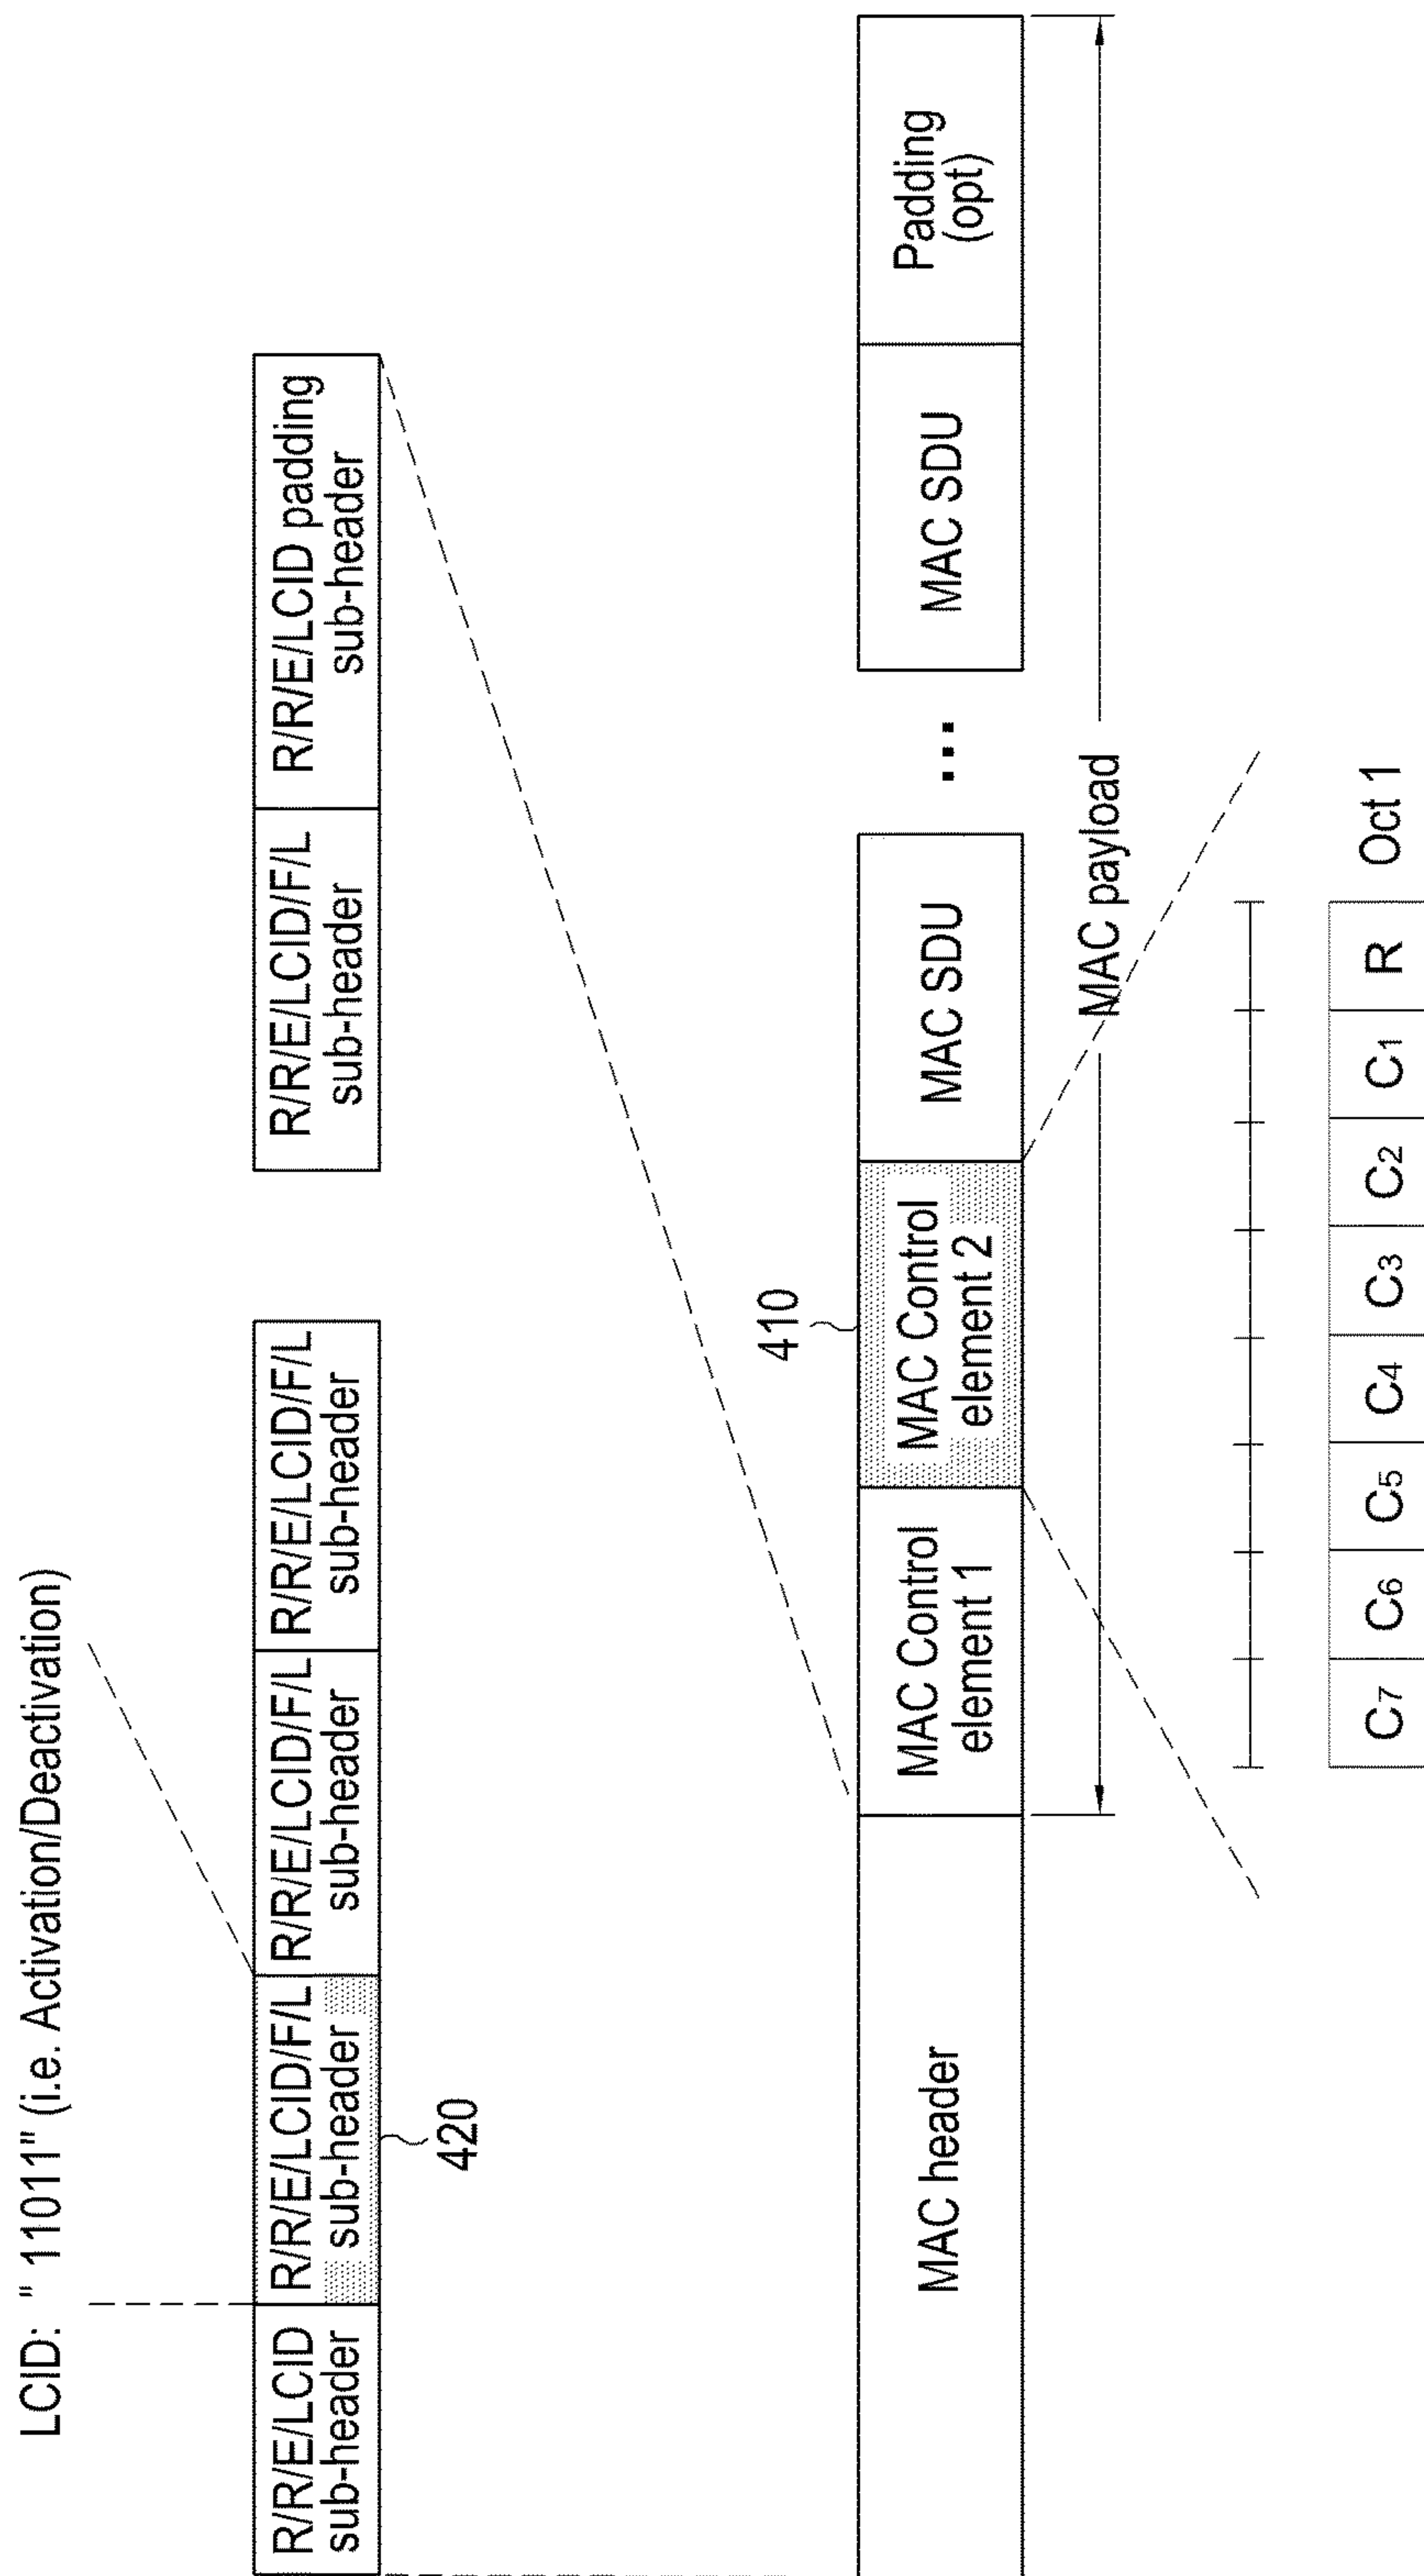 LCID: " 11011" (i.e. Activation/Deactivation)
R/R/E/LCID
sub-header
R/R/E/LCID/F/L
sub-header
R/R/E/LCID/F/L
sub-header
R/R/E/LCID/F/L
sub-header
R/R/E/LCID/F/L
sub-header
R/R/E/LCID padding
sub-header
420
410
MAC header
MAC Control
element 1
MAC Control
element 2
MAC SDU
...
MAC SDU
Padding
(opt)
MAC payload
C7 C6 C5 C4 C3 C2 C1 R Oct 1